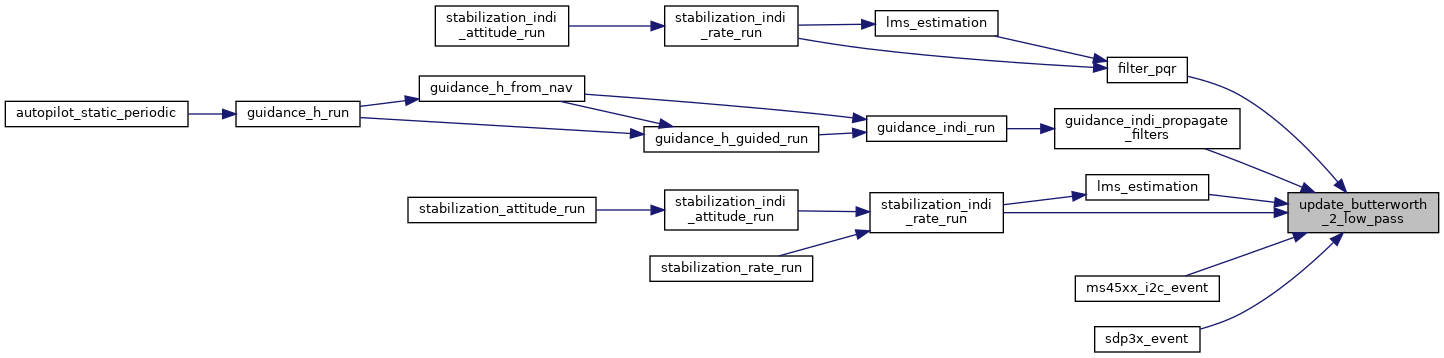 stabilization_indi
_attitude_run
stabilization_indi
_rate_run
lms_estimation
filter_pqr
autopilot_static_periodic
guidance_h_run
guidance_h_from_nav
guidance_h_guided_run
guidance_indi_run
guidance_indi_propagate
_filters
stabilization_attitude_run
stabilization_indi
_attitude_run
stabilization_indi
_rate_run
lms_estimation
update_butterworth
_2_low_pass
stabilization_rate_run
ms45xx_i2c_event
sdp3x_event